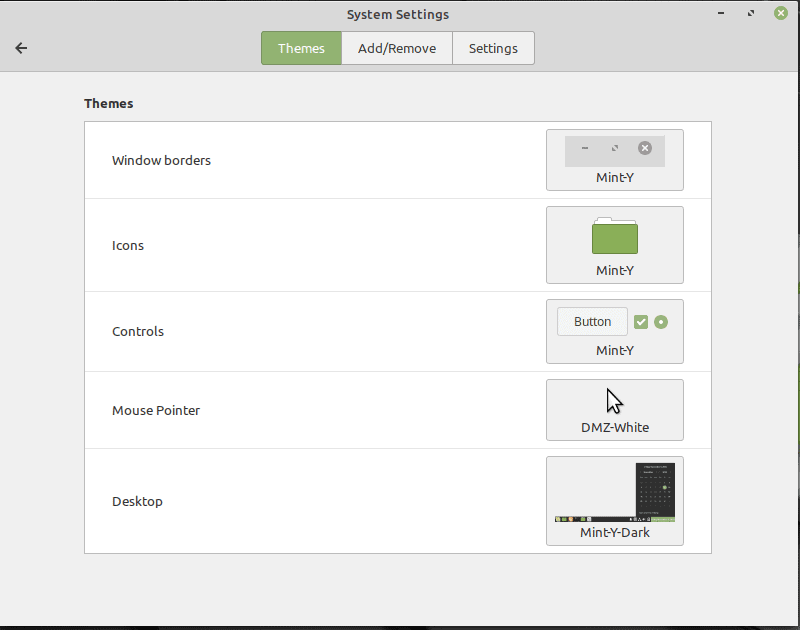 System Settings
Themes
Add/Remove
Settings
Themes
Window borders
Mint-Y
Icons
Mint-Y
Controls
Button
Mint-Y
Mouse Pointer
DMZ-White
Desktop
Mint-Y-Dark